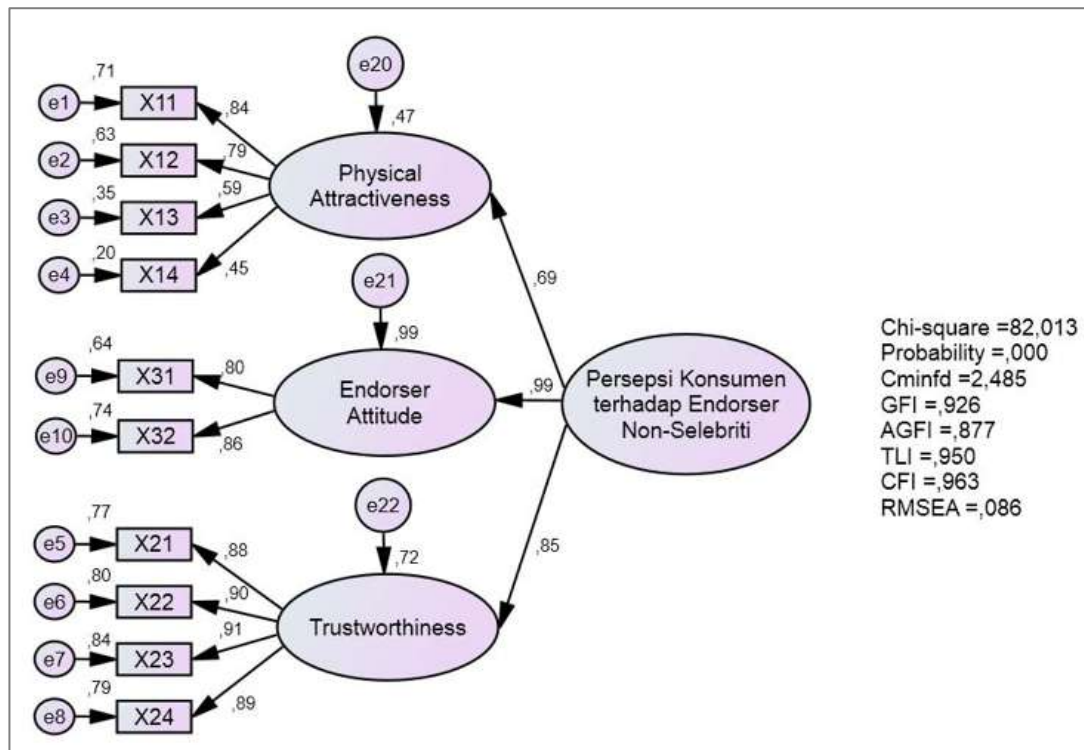 e20
,71
e1
X11
,84
,47
,63
e2
X12
,79
Physical
Attractiveness
,35
e3
X13
,59
,20
e4
X14
,45
,69
e21
,99
,64
e9
X31
,80
Endorser
Attitude
,74
e10
X32
,86
,99
Persepsi Konsumen
terhadap Endorser
Non-Selebriti
e22
,72
,77
e5
X21
,88
,80
e6
X22
,90
Trustworthiness
,84
e7
X23
,91
,79
e8
X24
,89
,85
Chi-square =82,013
Probability =,000
Cminfd =2,485
GFI =,926
AGFI =,877
TLI =,950
CFI =,963
RMSEA =,086